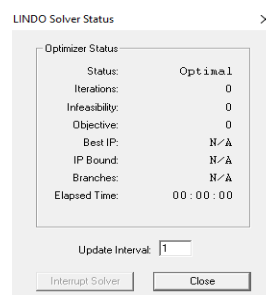 LINDO Solver Status
Optimizer Status
Status: Optimal
Iterations: 0
Infeasibility: 0
Objective: 0
Best IP: N/A
IP Bound: N/A
Branches: N/A
Elapsed Time: 00:00:00
Update Interval: 1
Interrupt Solver Close